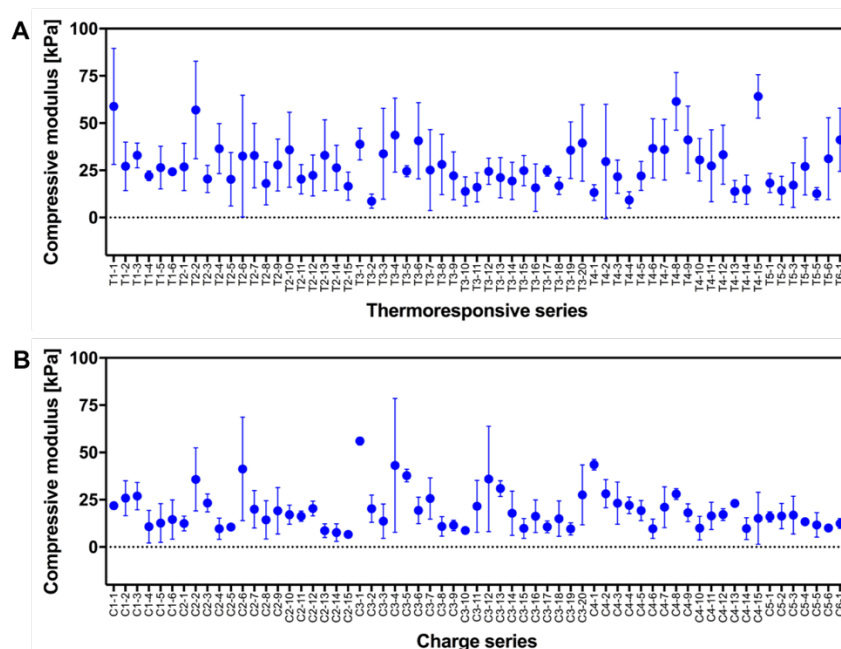 A
Compressive modulus [kPa]
100
75
50
25
0
T1-1 T1-2 T1-3 T1-4 T1-5 T1-6 T2-1 T2-2 T2-3 T2-4 T2-5 T2-6 T2-7 T2-8 T2-9 T2-10 T2-11 T2-12 T2-13 T2-14 T2-15 T3-1 T3-2 T3-3 T3-4 T3-5 T3-6 T3-7 T3-8 T3-9 T3-10 T3-11 T3-12 T3-13 T3-14 T3-15 T3-16 T3-17 T3-18 T3-19 T3-20 T4-1 T4-2 T4-3 T4-4 T4-5 T4-6 T4-7 T4-8 T4-9 T4-10 T4-11 T4-12 T4-13 T4-14 T4-15 T5-1 T5-2 T5-3 T5-4 T5-5 T5-6 T6-1
Thermoresponsive series
B
Compressive modulus [kPa]
100
75
50
25
0
C1-1 C1-2 C1-3 C1-4 C1-5 C1-6 C2-1 C2-2 C2-3 C2-4 C2-5 C2-6 C2-7 C2-8 C2-9 C2-10 C2-11 C2-12 C2-13 C2-14 C2-15 C3-1 C3-2 C3-3 C3-4 C3-5 C3-6 C3-7 C3-8 C3-9 C3-10 C3-11 C3-12 C3-13 C3-14 C3-15 C3-16 C3-17 C3-18 C3-19 C3-20 C4-1 C4-2 C4-3 C4-4 C4-5 C4-6 C4-7 C4-8 C4-9 C4-10 C4-11 C4-12 C4-13 C4-14 C4-15 C5-1 C5-2 C5-3 C5-4 C5-5 C5-6 C6-1
Charge series